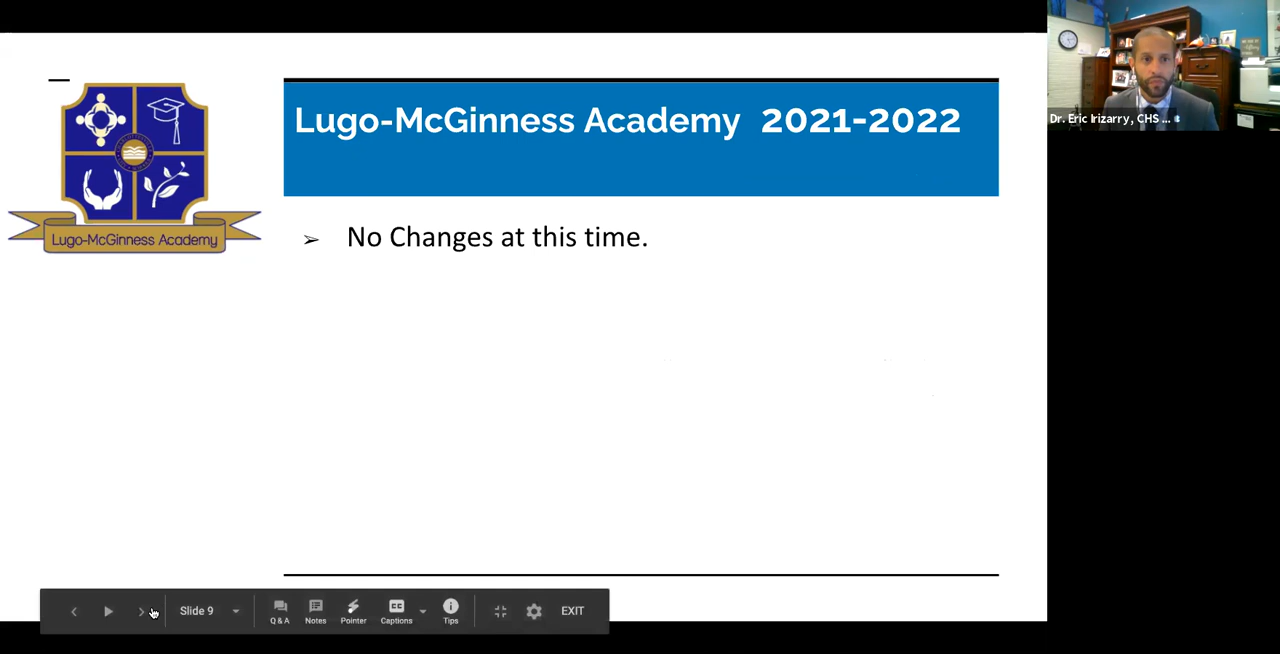 Lugo-McGinness Academy 2021-2022
Lugo-McGinness Academy
➢ No Changes at this time.
Dr. Eric Irizarry, CHS ...
Slide 9
Q & A
Notes
Pointer
CC
Captions
Tips
EXIT